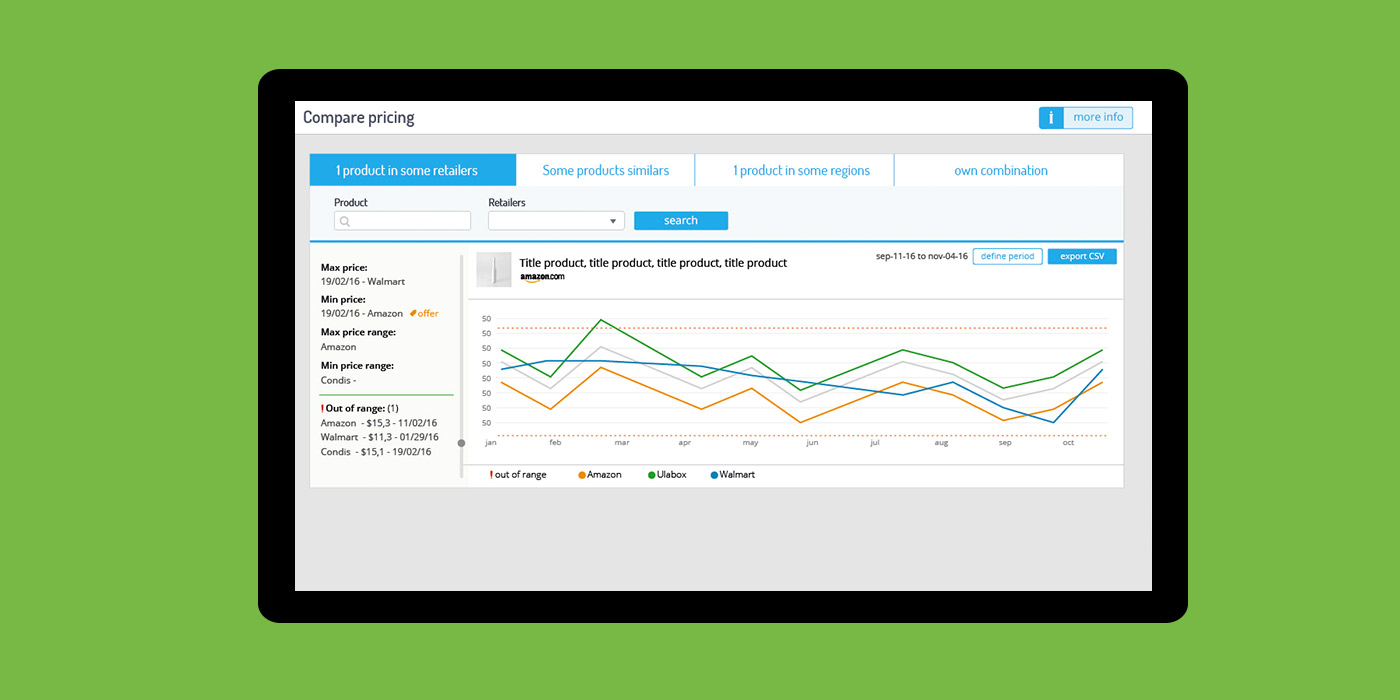 Compare pricing
i more info
1 product in some retailers
Some products similars
1 product in some regions
own combination
Product
Retailers
search
Max price:
19/02/16 - Walmart
Min price:
19/02/16 - Amazon offer
Max price range:
Amazon
Min price range:
Condis -
!Out of range: (1)
Amazon - $15,3 - 11/02/16
Walmart - $11,3 - 01/29/16
Condis - $15,1 - 19/02/16
Title product, title product, title product, title product
amazon.com
sep-11-16 to nov-04-16 define period export CSV
50
50
50
50
50
50
50
50
jan feb mar apr may jun jul aug sep oct
! out of range Amazon Ulabox Walmart